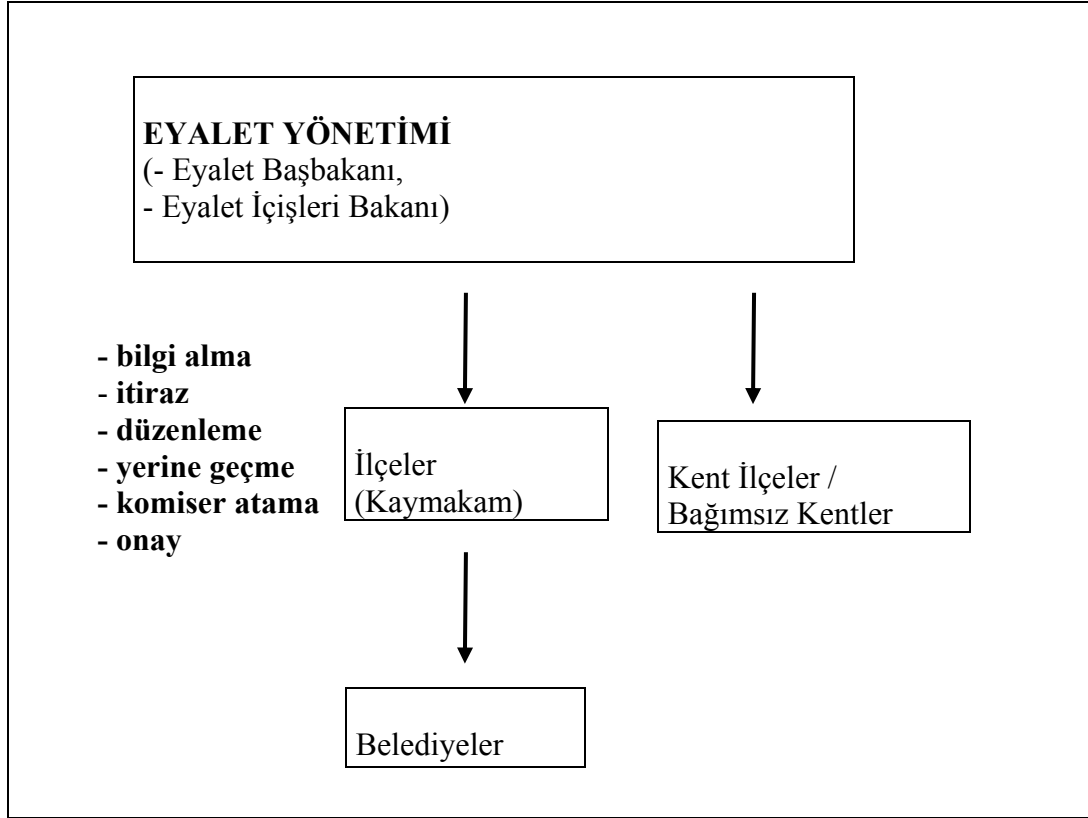 EYALET YÖNETİMİ
(- Eyalet Başbakanı,
- Eyalet İçişleri Bakanı)
- bilgi alma
- itiraz
- düzenleme
- yerine geçme
- komiser atama
- onay
İlçeler
(Kaymakam)
Kent İlçeler /
Bağımsız Kentler
Belediyeler